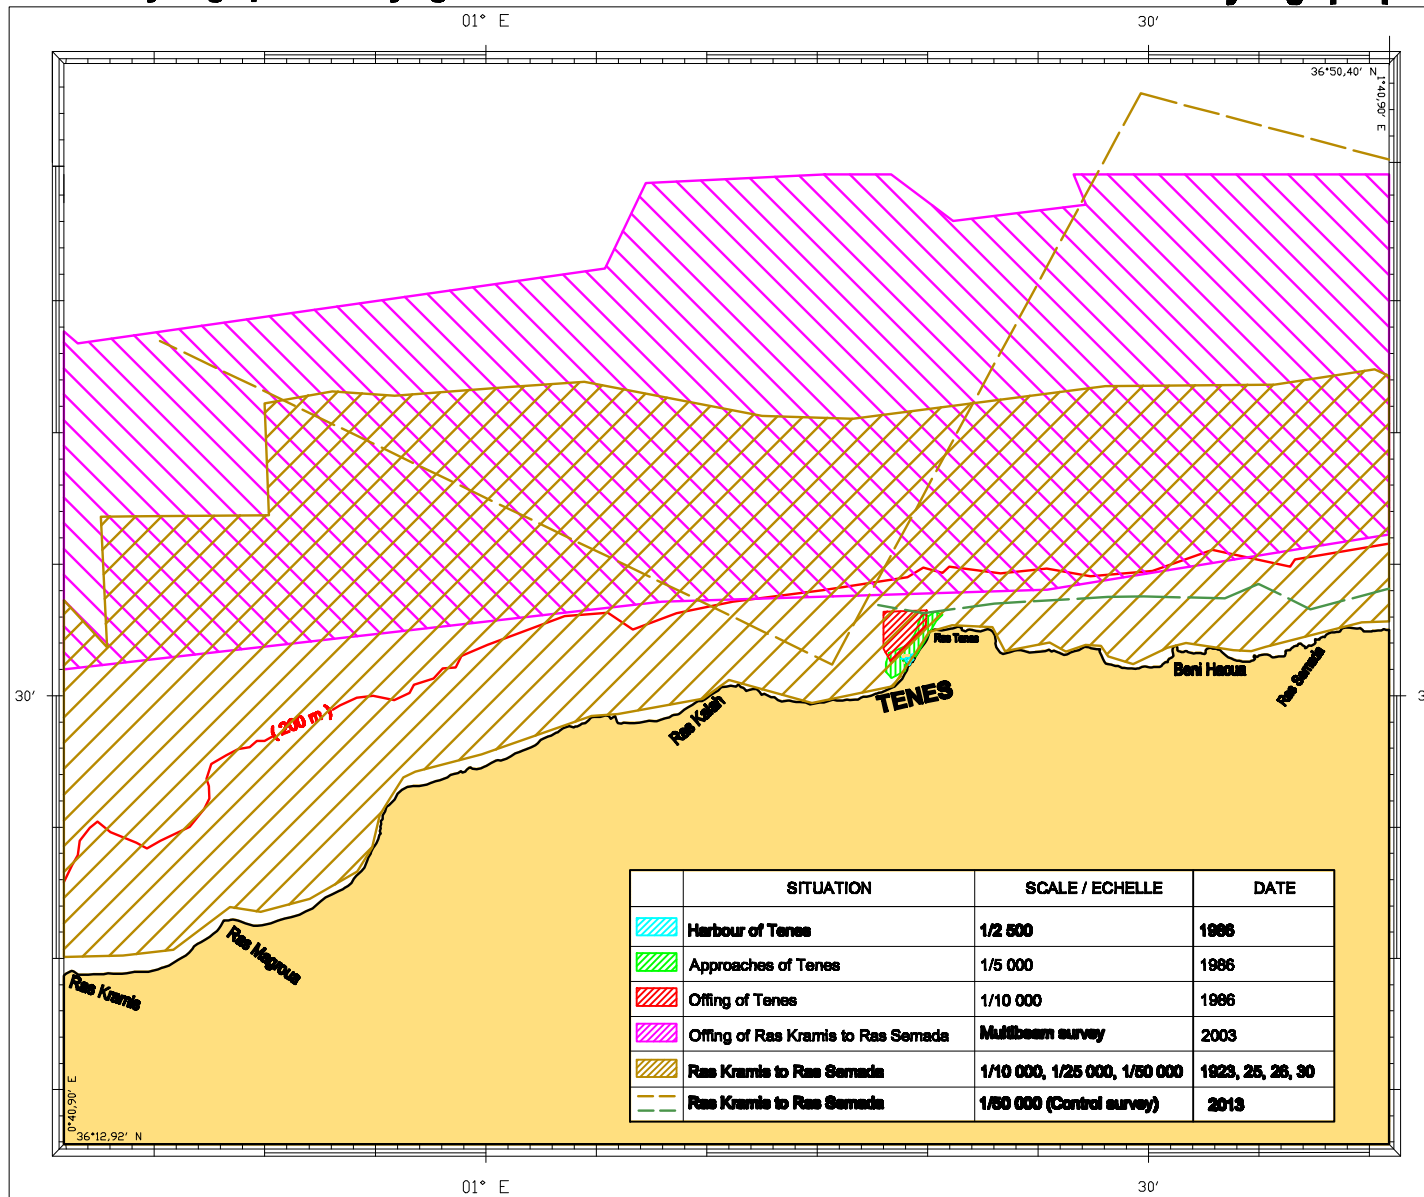 01° E 30'
36°50,40' N
1°40,90' E
30'
( 200 m )
Ras Tenes
TENES
Beni Haoua
Ras Semada
Ras Kalah
Ras Magroua
Ras Kramis
SITUATION SCALE / ECHELLE DATE
Harbour of Tenes 1/2 500 1986
Approaches of Tenes 1/5 000 1986
Offing of Tenes 1/10 000 1986
Offing of Ras Kramis to Ras Semada Multibeam survey 2003
Ras Kramis to Ras Semada 1/10 000, 1/25 000, 1/50 000 1923, 25, 26, 30
Ras Kramis to Ras Semada 1/50 000 (Control survey) 2013
0°40,90' E
36°12,92' N
01° E 30'